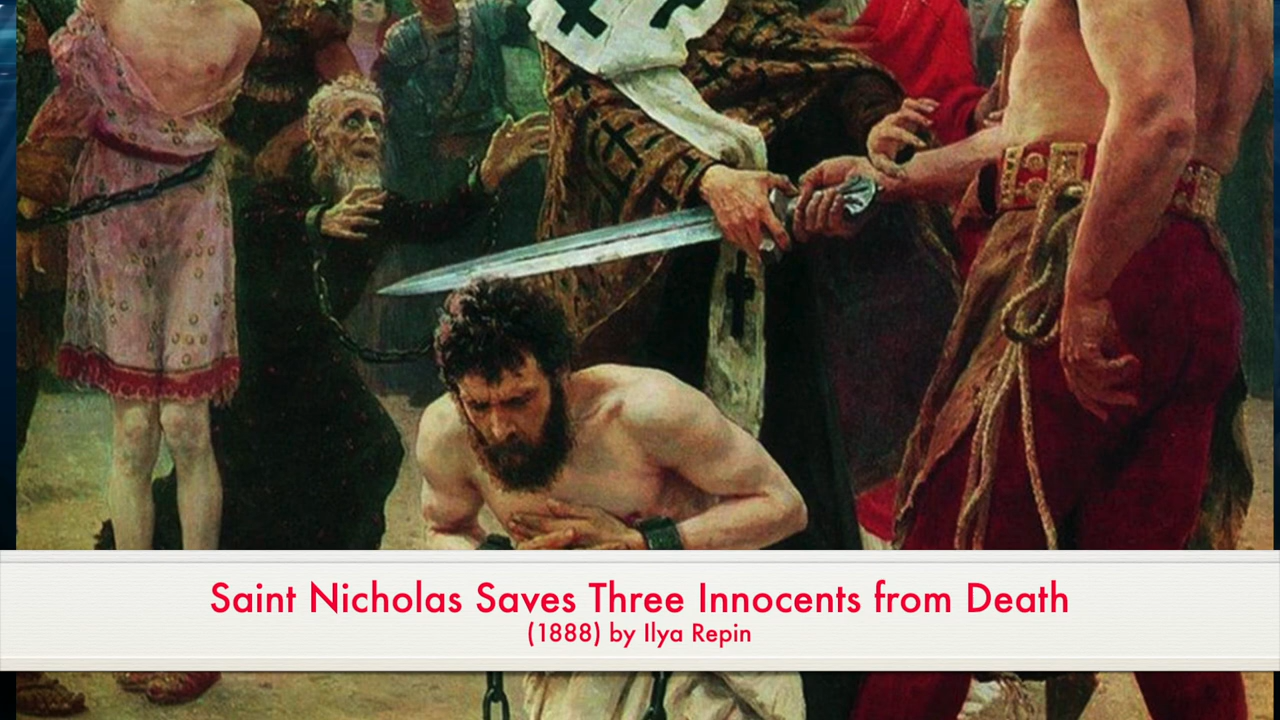 Saint Nicholas Saves Three Innocents from Death
(1888) by Ilya Repin